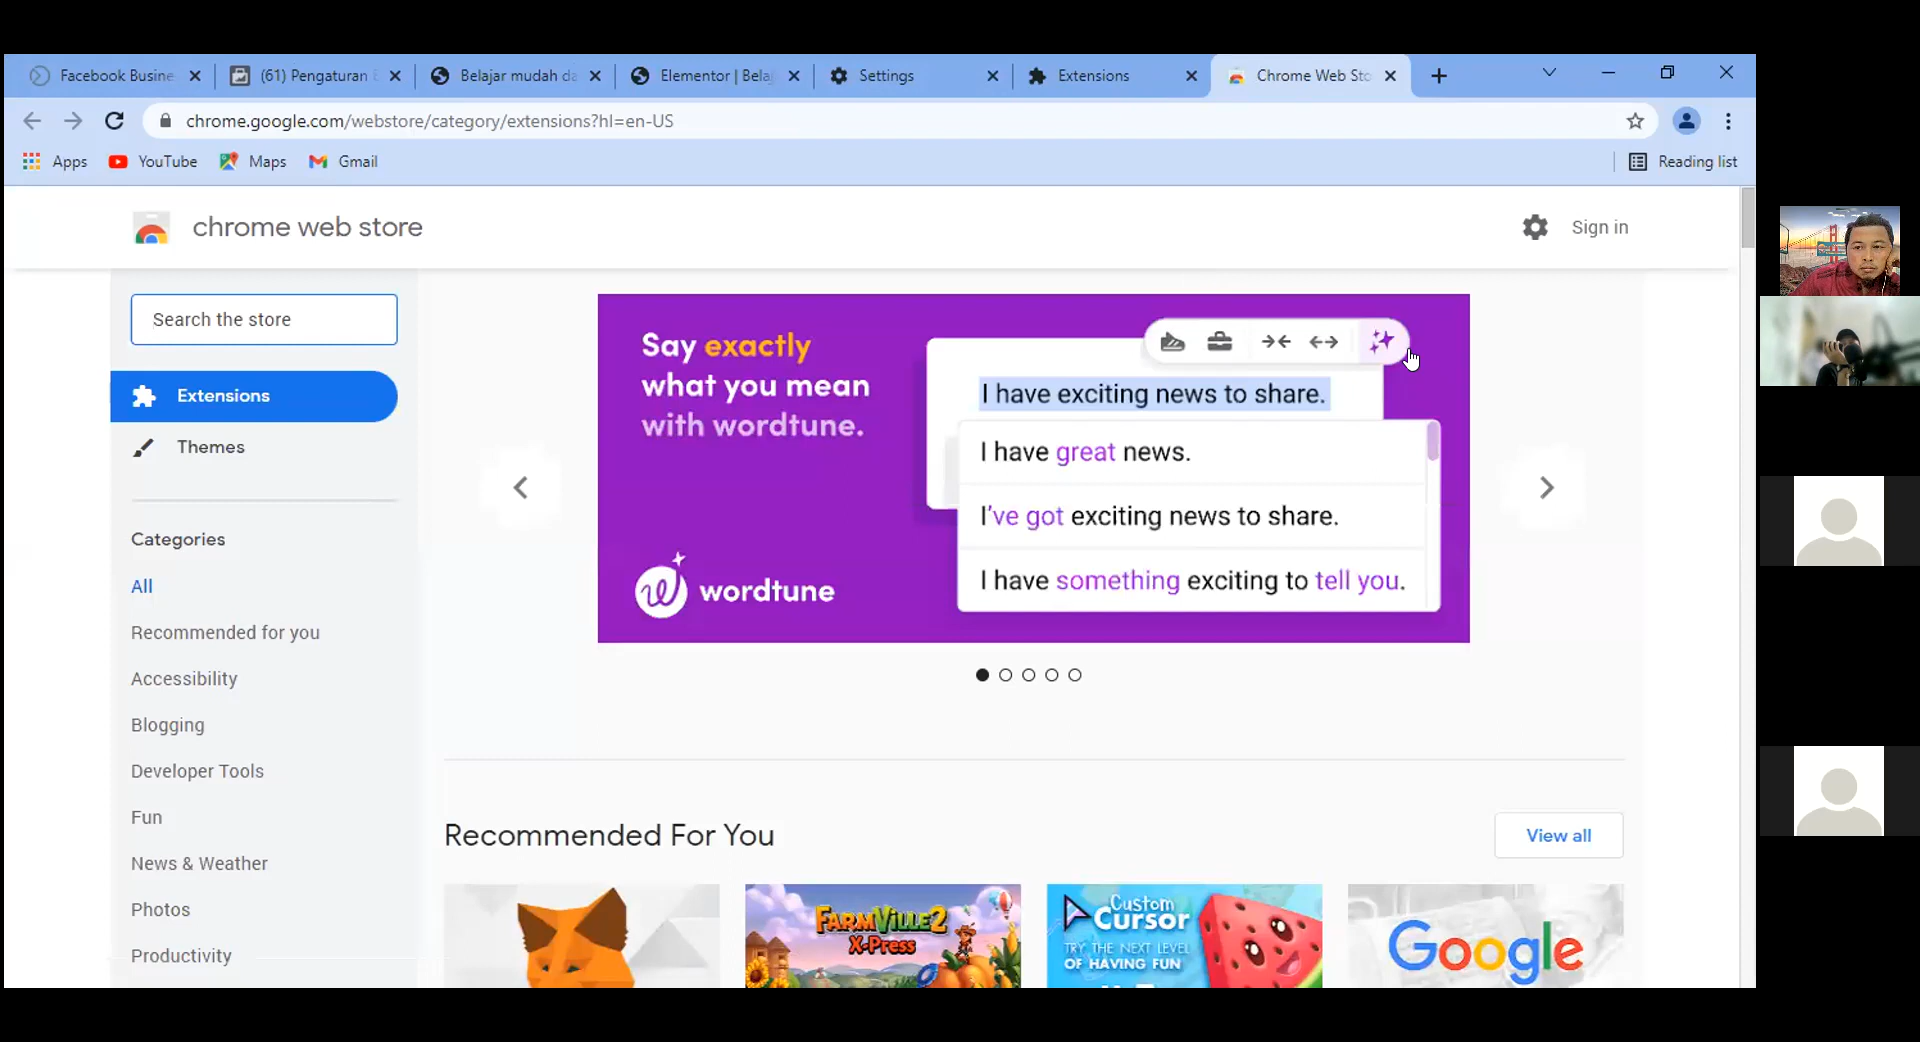 Facebook Busine
(61) Pengaturan
Belajar mudah da
Elementor | Bela
Settings
Extensions
Chrome Web Sto
chrome.google.com/webstore/category/extensions?hl=en-US
Apps
YouTube
Maps
Gmail
Reading list
chrome web store
Sign in
Search the store
Extensions
Themes
Categories
All
Recommended for you
Accessibility
Blogging
Developer Tools
Fun
News & Weather
Photos
Productivity
Say exactly
what you mean
with wordtune.
wordtune
I have exciting news to share.
I have great news.
I've got exciting news to share.
I have something exciting to tell you.
Recommended For You
View all
FARMVILLE 2
X-PRESS
Custom
Cursor
TRY THE NEXT LEVEL
OF HAVING FUN
Google